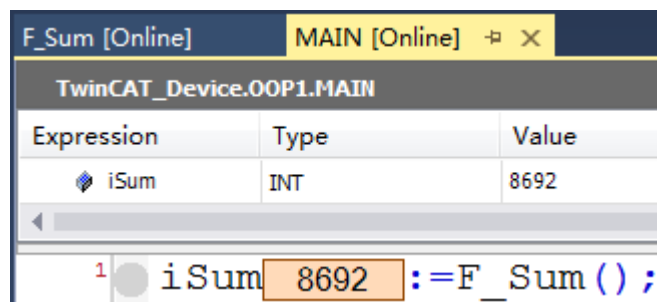 F_Sum [Online] MAIN [Online]
TwinCAT_Device.OOP1.MAIN
Expression Type Value
iSum INT 8692
1 iSum 8692 :=F_Sum();